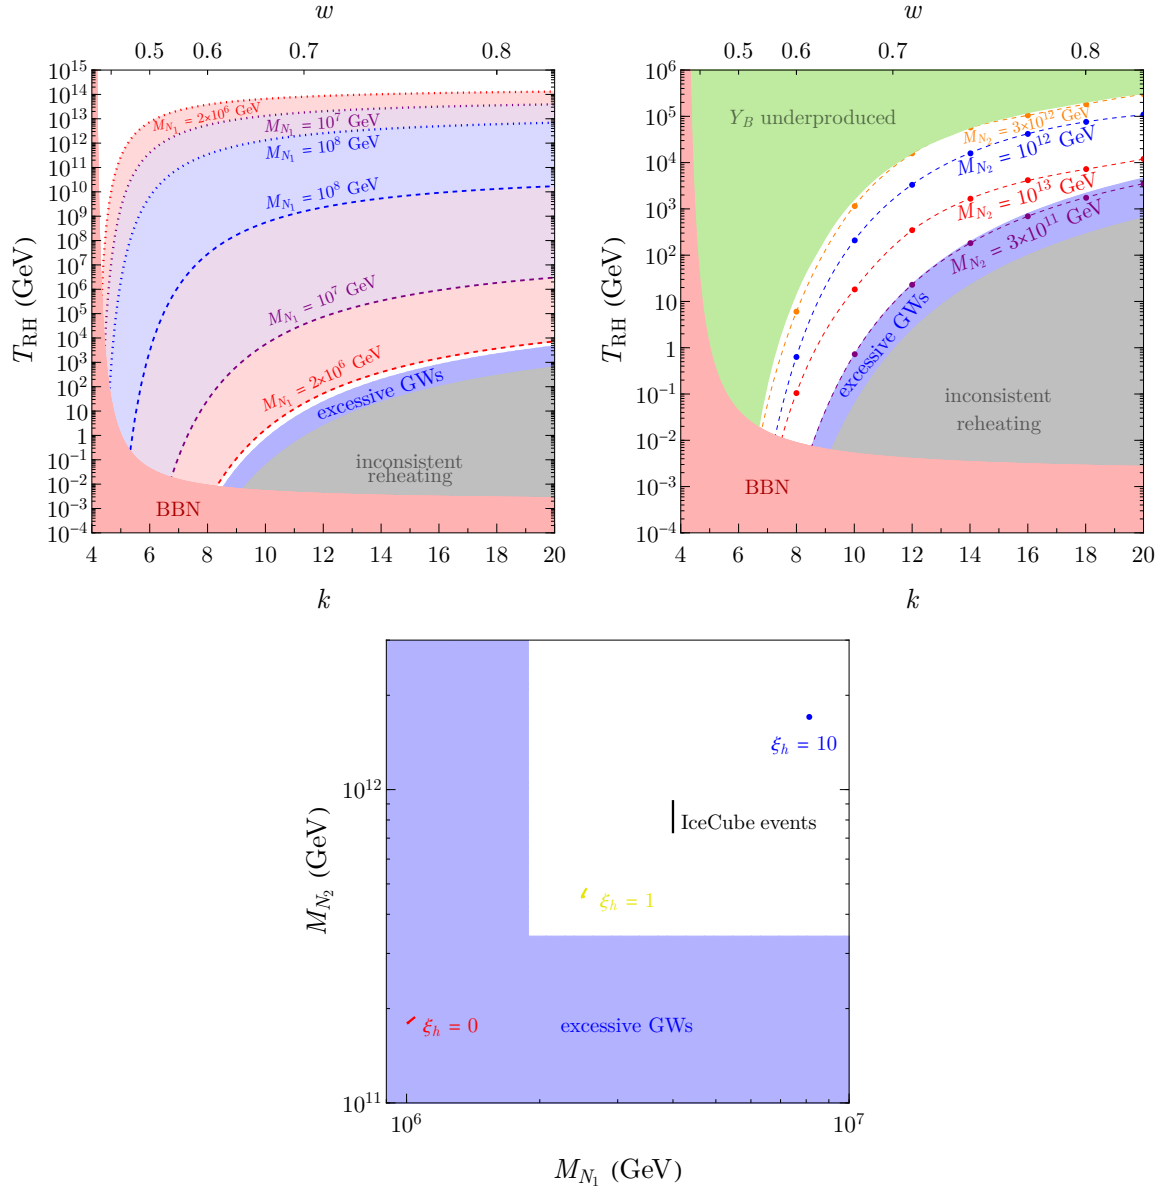 w
0.5 0.6 0.7 0.8
T_RH (GeV)
10^15
10^14
10^13
10^12
10^11
10^10
10^9
10^8
10^7
10^6
10^5
10^4
10^3
10^2
10
1
10^-1
10^-2
10^-3
10^-4
M_N1 = 2×10^6 GeV
M_N1 = 10^7 GeV
M_N1 = 10^8 GeV
M_N1 = 10^8 GeV
M_N1 = 10^7 GeV
M_N1 = 2×10^6 GeV
excessive GWs
inconsistent
reheating
BBN
4 6 8 10 12 14 16 18 20
k
w
0.5 0.6 0.7 0.8
T_RH (GeV)
10^6
10^5
10^4
10^3
10^2
10
1
10^-1
10^-2
10^-3
10^-4
Y_B underproduced
M_N2 = 3×10^12 GeV
M_N2 = 10^12 GeV
M_N2 = 10^13 GeV
M_N2 = 3×10^11 GeV
excessive GWs
inconsistent
reheating
BBN
4 6 8 10 12 14 16 18 20
k
M_N2 (GeV)
10^12
10^11
ξ_h = 10
IceCube events
ξ_h = 1
ξ_h = 0
excessive GWs
10^6 10^7
M_N1 (GeV)